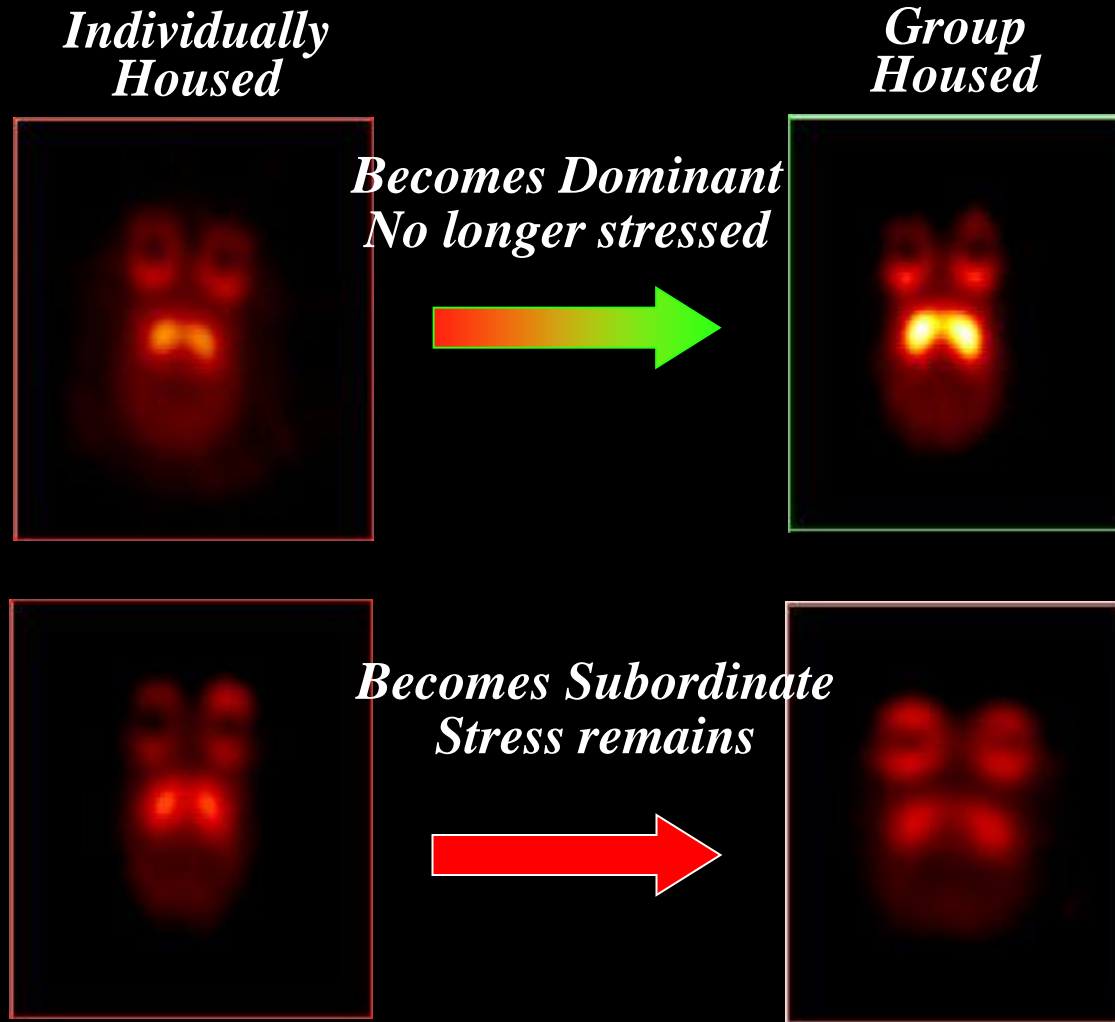 Individually
Housed
Group
Housed
Becomes Dominant
No longer stressed
Becomes Subordinate
Stress remains